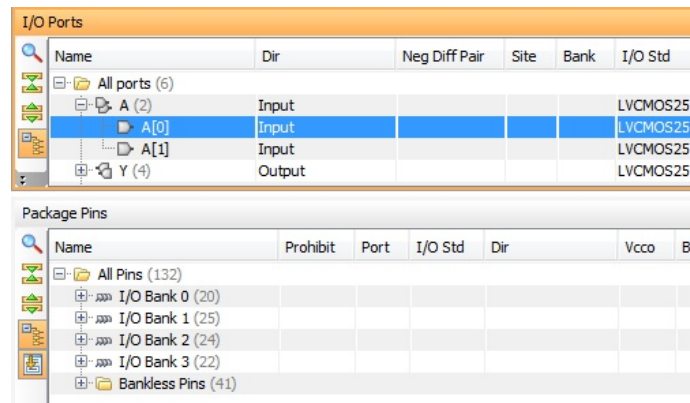 I/O Ports
Name Dir Neg Diff Pair Site Bank I/O Std
All ports (6)
A (2) Input LVCMOS25
A[0] Input LVCMOS25
A[1] Input LVCMOS25
Y (4) Output LVCMOS25
Package Pins
Name Prohibit Port I/O Std Dir Vcco B
All Pins (132)
I/O Bank 0 (20)
I/O Bank 1 (25)
I/O Bank 2 (24)
I/O Bank 3 (22)
Bankless Pins (41)